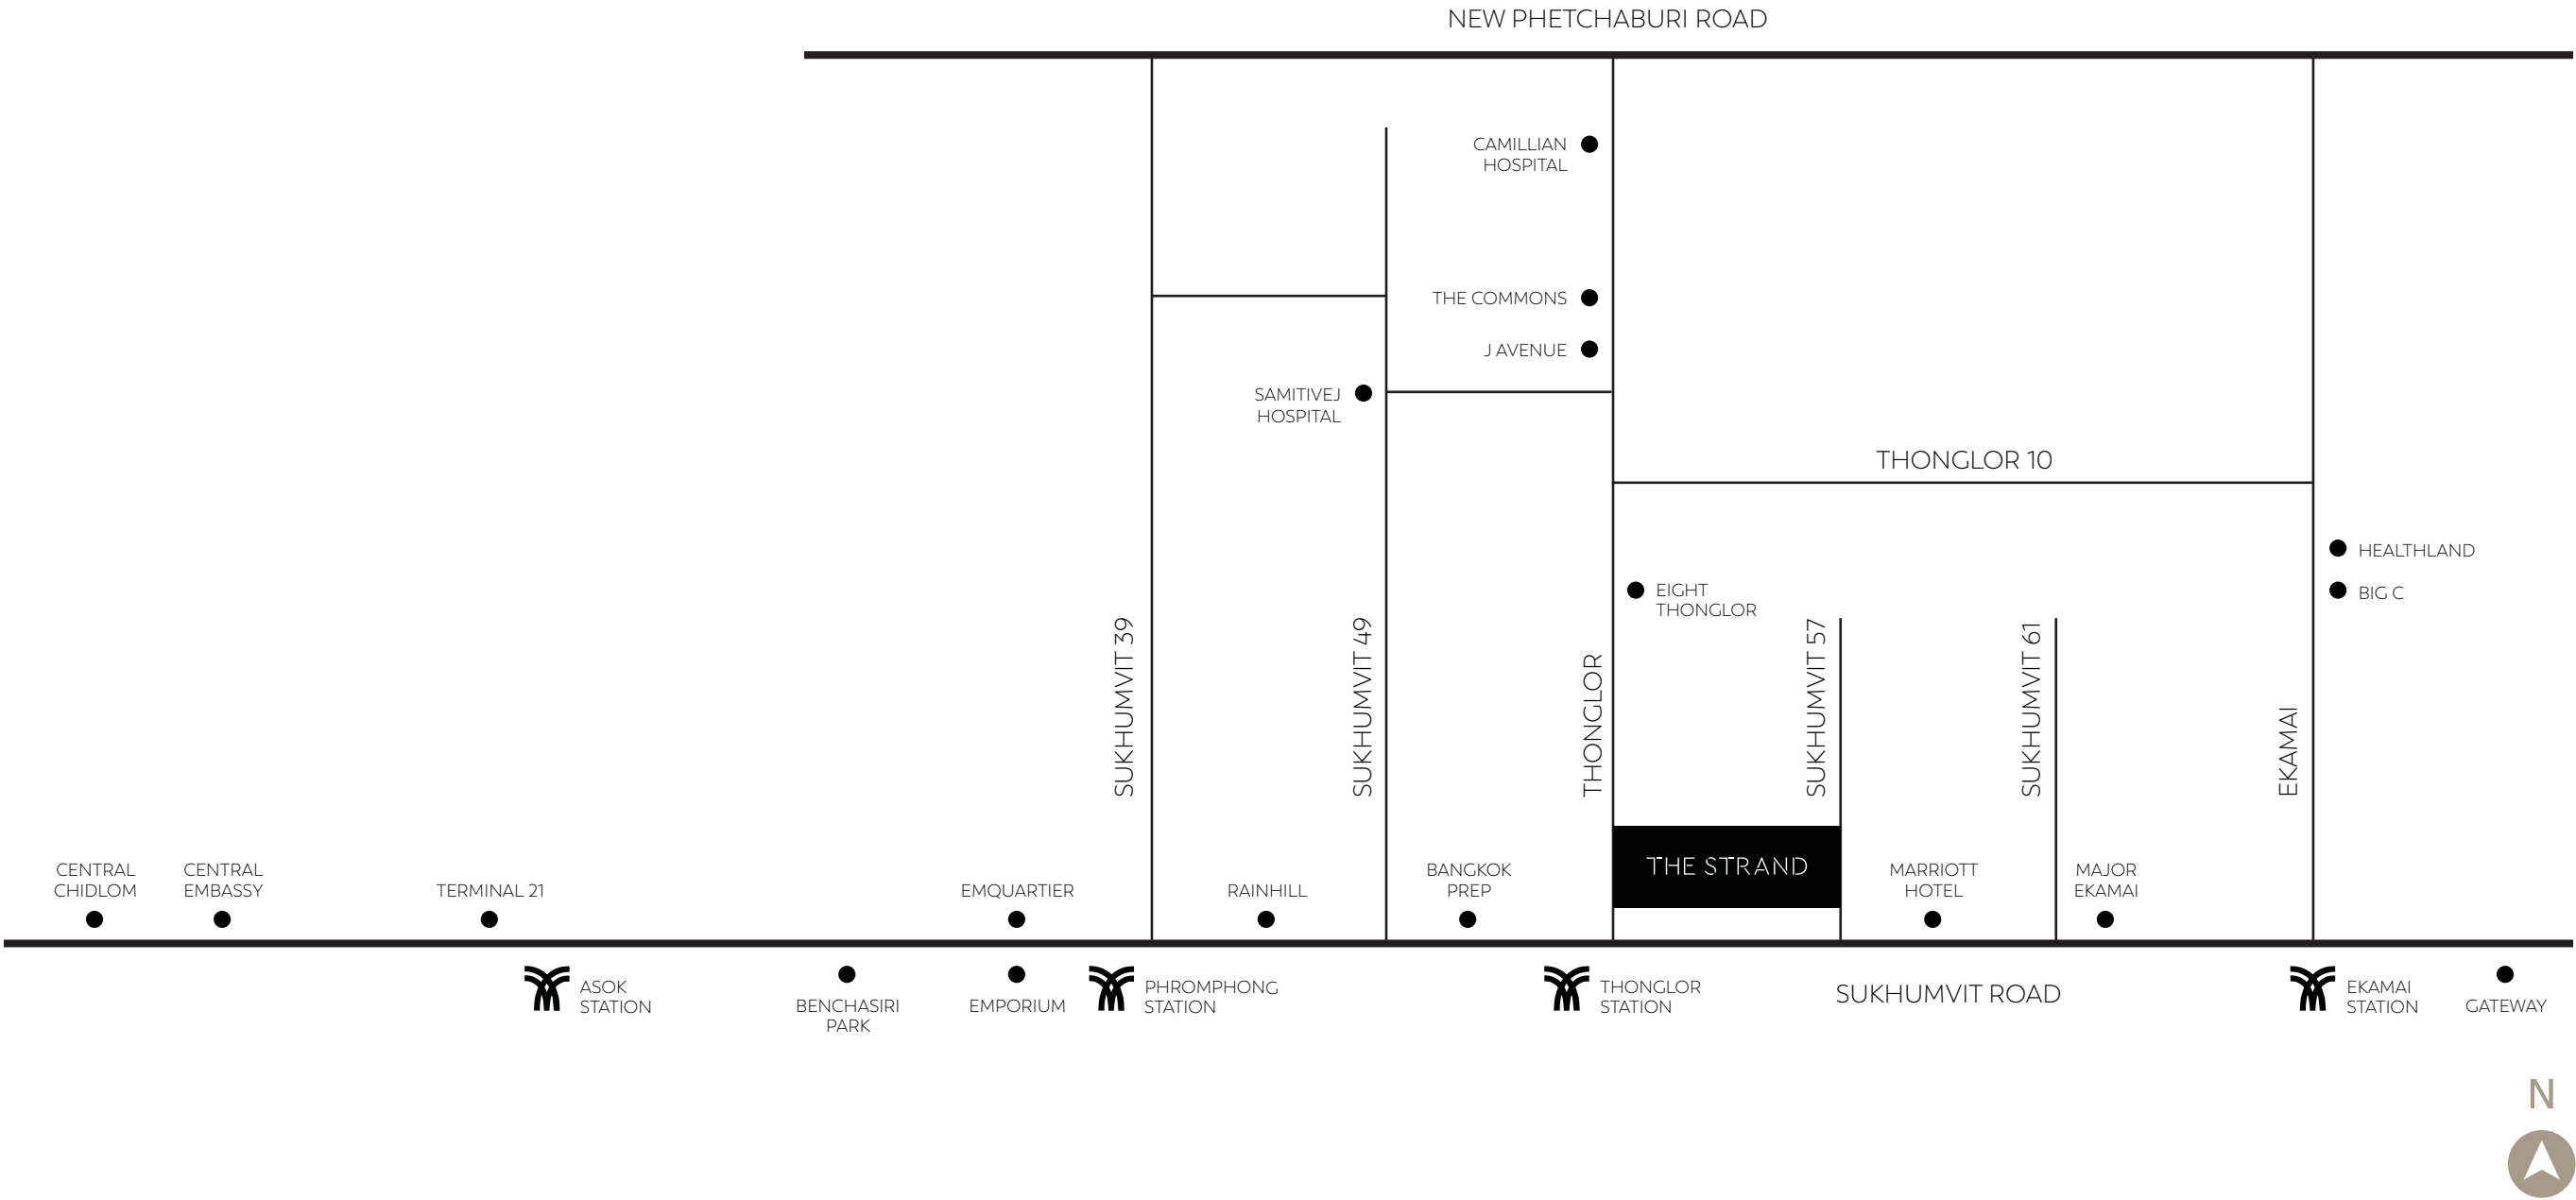 NEW PHETCHABURI ROAD
CAMILLIAN
HOSPITAL
THE COMMONS
J AVENUE
SAMITIVEJ
HOSPITAL
THONGLOR 10
HEALTHLAND
BIG C
EIGHT
THONGLOR
SUKHUMVIT 39
SUKHUMVIT 49
THONGLOR
SUKHUMVIT 57
SUKHUMVIT 61
EKAMAI
CENTRAL
CHIDLOM
CENTRAL
EMBASSY
TERMINAL 21
EMQUARTIER
RAINHILL
BANGKOK
PREP
THE STRAND
MARRIOTT
HOTEL
MAJOR
EKAMAI
ASOK
STATION
BENCHASIRI
PARK
EMPORIUM
PHROMPHONG
STATION
THONGLOR
STATION
SUKHUMVIT ROAD
EKAMAI
STATION
GATEWAY
N